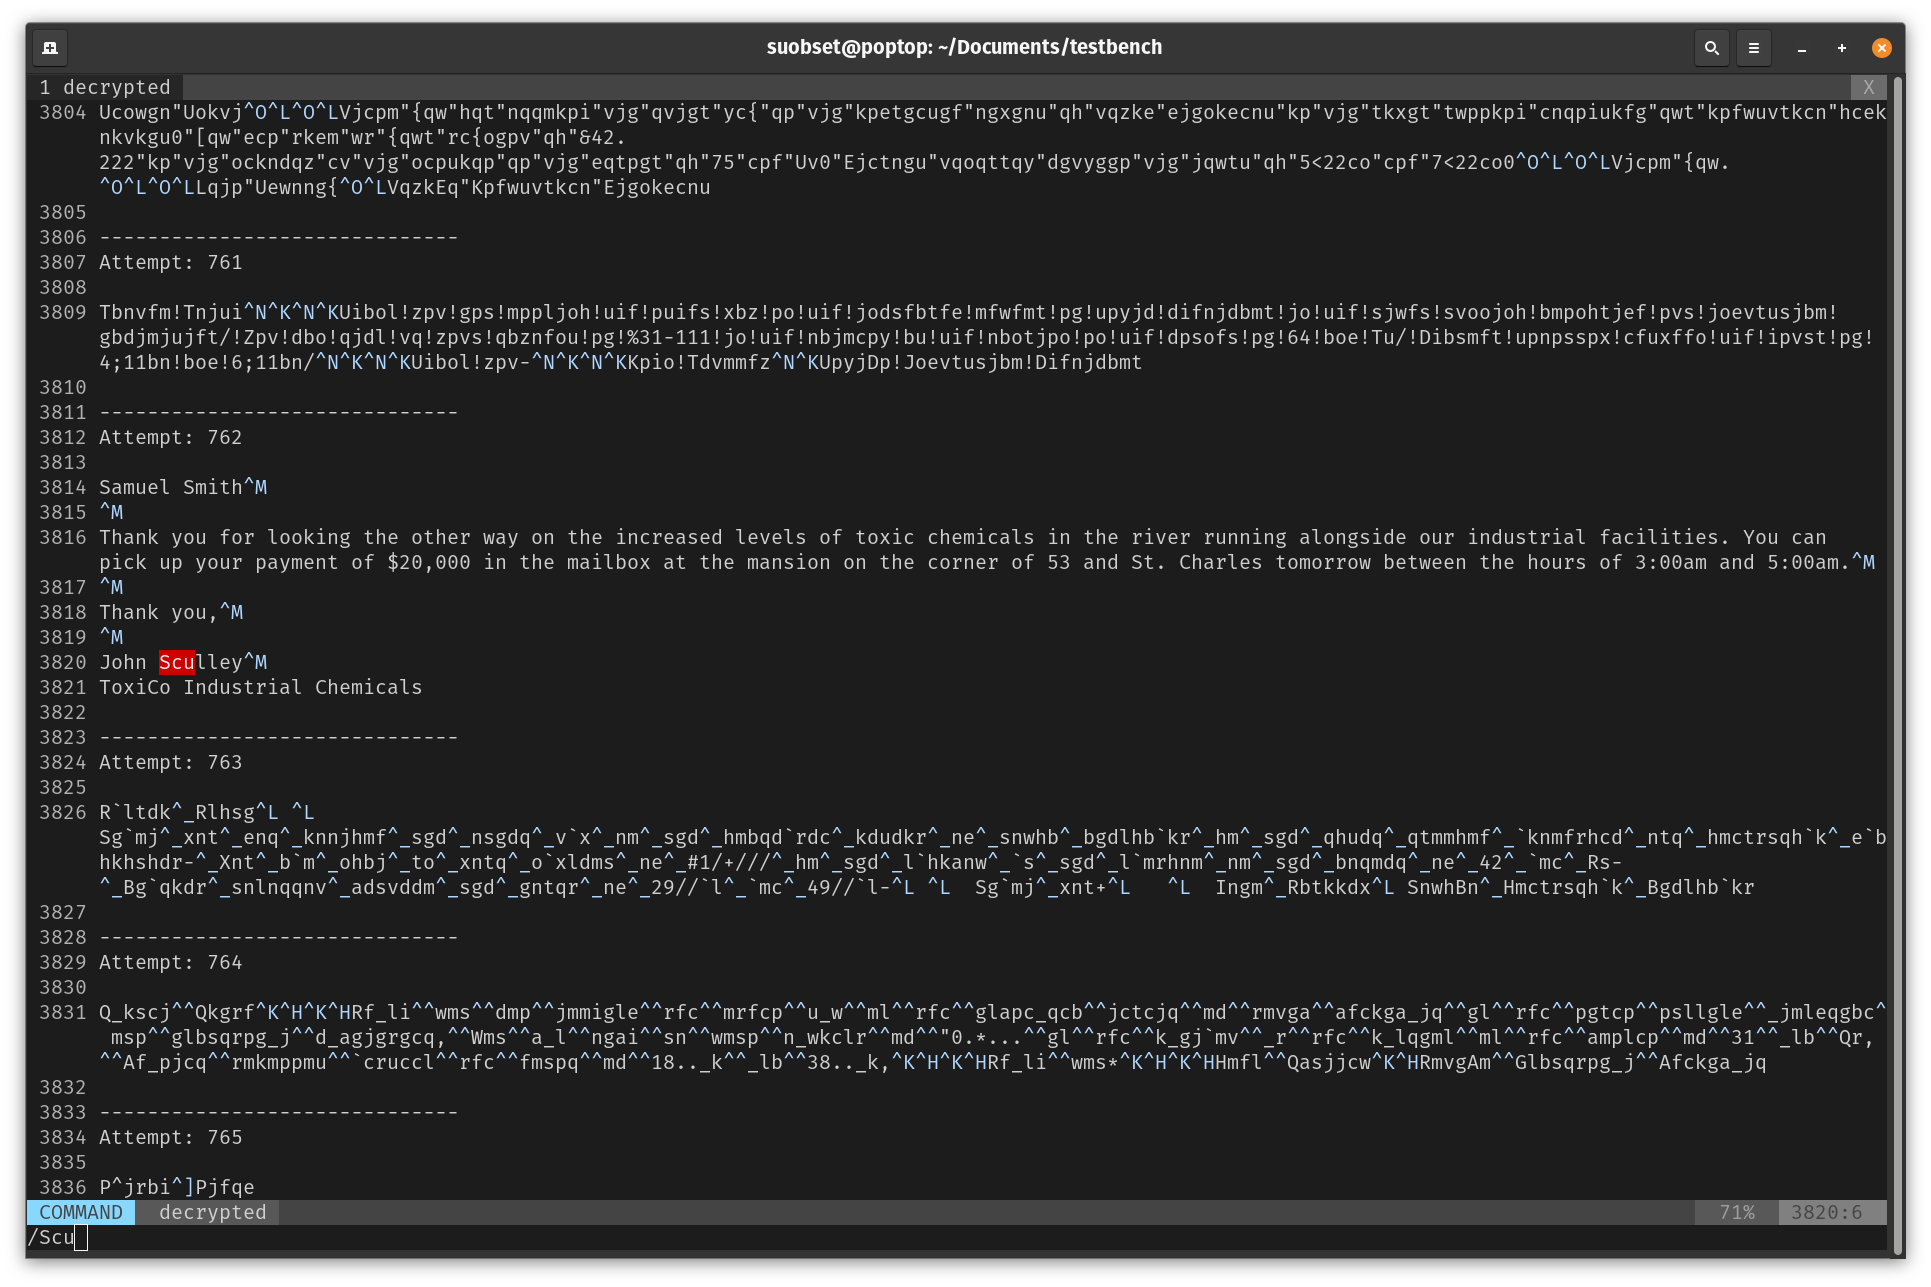 suobset@poptop: ~/Documents/testbench
1 decrypted X
3804 Ucowgn"Uokvj^O^L^O^LVjcpm"{qw"hqt"nqqmkpi"vjg"qvjgt"yc{"qp"vjg"kpetgcugf"ngxgnu"qh"vqzke"ejgokecnu"kp"vjg"tkxgt"twppkpi"cnqpiukfg"qwt"kpfwuvtkcn"hcek
nkvkgu0"[qw"ecp"rkem"wr"{qwt"rc{ogpv"qh"&42.
222"kp"vjg"ockndqz"cv"vjg"ocpukqp"qp"vjg"eqtpgt"qh"75"cpf"Uv0"Ejctngu"vqoqttqy"dgvyggp"vjg"jqwtu"qh"5<22co"cpf"7<22co0^O^L^O^LVjcpm"{qw.
^O^L^O^LLqjp"Uewnng{^O^LVqzkEq"Kpfwuvtkcn"Ejgokecnu
3805
3806 ------------------------------
3807 Attempt: 761
3808
3809 Tbnvfm!Tnjui^N^K^N^KUibol!zpv!gps!mppljoh!uif!puifs!xbz!po!uif!jodsfbtfe!mfwfmt!pg!upyjd!difnjdbmt!jo!uif!sjwfs!svoojoh!bmpohtjef!pvs!joevtusjbm!
gbdjmjujft/!Zpv!dbo!qjdl!vq!zpvs!qbznfou!pg!%31-111!jo!uif!nbjmcpy!bu!uif!nbotjpo!po!uif!dpsofs!pg!64!boe!Tu/!Dibsmft!upnpsspx!cfuxffo!uif!ipvst!pg!
4;11bn!boe!6;11bn/^N^K^N^KUibol!zpv-^N^K^N^KKpio!Tdvmmfz^N^KUpyjDp!Joevtusjbm!Difnjdbmt
3810
3811 ------------------------------
3812 Attempt: 762
3813
3814 Samuel Smith^M
3815 ^M
3816 Thank you for looking the other way on the increased levels of toxic chemicals in the river running alongside our industrial facilities. You can
pick up your payment of $20,000 in the mailbox at the mansion on the corner of 53 and St. Charles tomorrow between the hours of 3:00am and 5:00am.^M
3817 ^M
3818 Thank you,^M
3819 ^M
3820 John Sculley^M
3821 ToxiCo Industrial Chemicals
3822
3823 ------------------------------
3824 Attempt: 763
3825
3826 R`ltdk^_Rlhsg^L ^L
Sg`mj^_xnt^_enq^_knnjhmf^_sgd^_nsgdq^_v`x^_nm^_sgd^_hmbqd`rdc^_kdudkr^_ne^_snwhb^_bgdlhb`kr^_hm^_sgd^_qhudq^_qtmmhmf^_`knmfrhcd^_ntq^_hmctrsqh`k^_e`b
hkhshdr-^_Xnt^_b`m^_ohbj^_to^_xntq^_o`xldms^_ne^_#1/+///^_hm^_sgd^_l`hkanw^_`s^_sgd^_l`mrhnm^_nm^_sgd^_bnqmdq^_ne^_42^_`mc^_Rs-
^_Bg`qkdr^_snlnqqnv^_adsvddm^_sgd^_gntqr^_ne^_29//`l^_`mc^_49//`l-^L ^L  Sg`mj^_xnt+^L   ^L  Ingm^_Rbtkkdx^L SnwhBn^_Hmctrsqh`k^_Bgdlhb`kr
3827
3828 ------------------------------
3829 Attempt: 764
3830
3831 Q_kscj^^Qkgrf^K^H^K^HRf_li^^wms^^dmp^^jmmigle^^rfc^^mrfcp^^u_w^^ml^^rfc^^glapc_qcb^^jctcjq^^md^^rmvga^^afckga_jq^^gl^^rfc^^pgtcp^^psllgle^^_jmleqgbc^
^msp^^glbsqrpg_j^^d_agjgrgcq,^^Wms^^a_l^^ngai^^sn^^wmsp^^n_wkclr^^md^^"0.*...^^gl^^rfc^^k_gj`mv^^_r^^rfc^^k_lqgml^^ml^^rfc^^amplcp^^md^^31^^_lb^^Qr,
^^Af_pjcq^^rmkmppmu^^`cruccl^^rfc^^fmspq^^md^^18.._k^^_lb^^38.._k,^K^H^K^HRf_li^^wms*^K^H^K^HHmfl^^Qasjjcw^K^HRmvgAm^^Glbsqrpg_j^^Afckga_jq
3832
3833 ------------------------------
3834 Attempt: 765
3835
3836 P^jrbi^]Pjfqe
COMMAND decrypted 71% 3820:6
/Scu